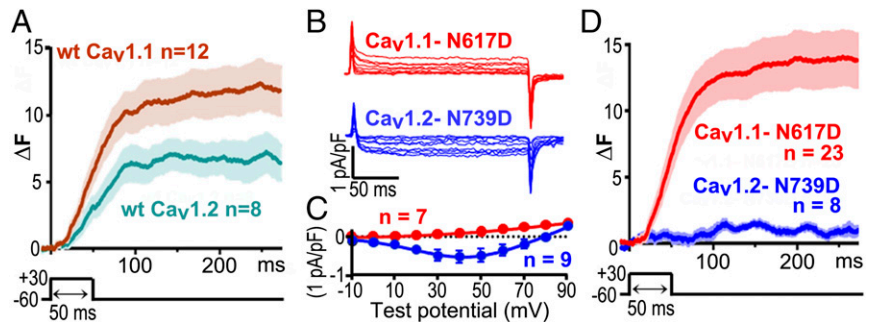 A
15
10
5
0
ΔF
wt Cav1.1 n=12
wt Cav1.2 n=8
100
200
ms
+30
-60
50 ms
B
Cav1.1- N617D
Cav1.2- N739D
1 pA/pF
50 ms
C
0
-1
(1 pA/pF)
n = 7
n = 9
-10
10
30
50
70
90
Test potential (mV)
D
15
10
5
0
ΔF
Cav1.1- N617D
n = 23
Cav1.2- N739D
n = 8
100
200
ms
+30
-60
50 ms